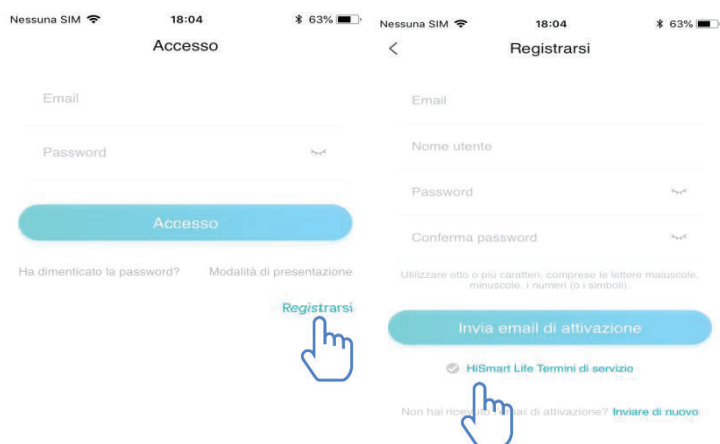 Nessuna SIM 18:04 63%
Accesso
Email
Password
Accesso
Ha dimenticato la password? Modalità di presentazione
Registrarsi
Nessuna SIM 18:04 63%
Registrarsi
Email
Nome utente
Password
Conferma password
Utilizzare otto o più caratteri, comprese le lettere maiuscole,
minuscole, i numeri (o i simboli).
Invia email di attivazione
HiSmart Life Termini di servizio
Non hai di attivazione? Inviare di nuovo